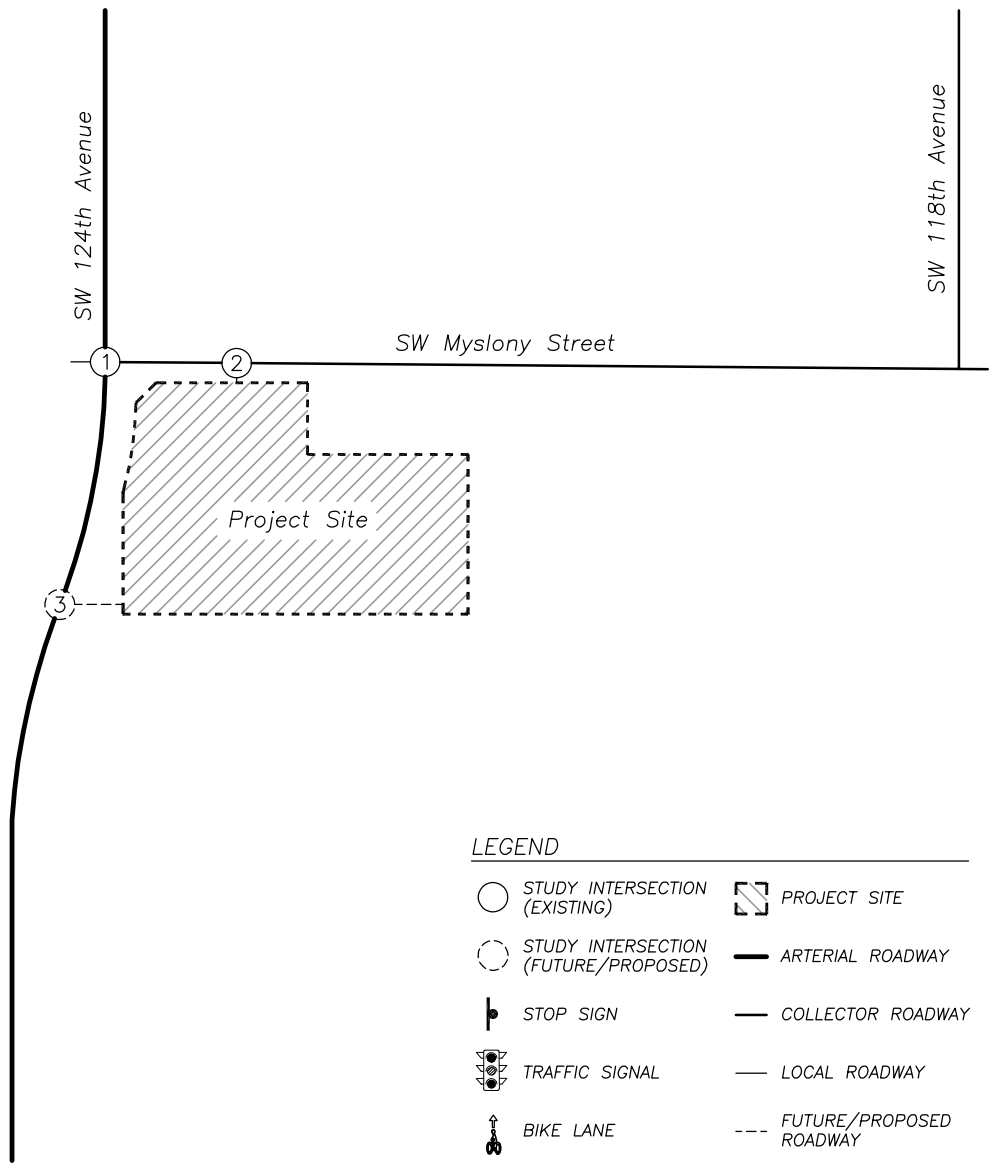 SW 124th Avenue
SW 118th Avenue
SW Myslony Street
1
2
Project Site
3
LEGEND
STUDY INTERSECTION
(EXISTING)
PROJECT SITE
STUDY INTERSECTION
(FUTURE/PROPOSED)
ARTERIAL ROADWAY
STOP SIGN
COLLECTOR ROADWAY
TRAFFIC SIGNAL
LOCAL ROADWAY
BIKE LANE
FUTURE/PROPOSED
ROADWAY